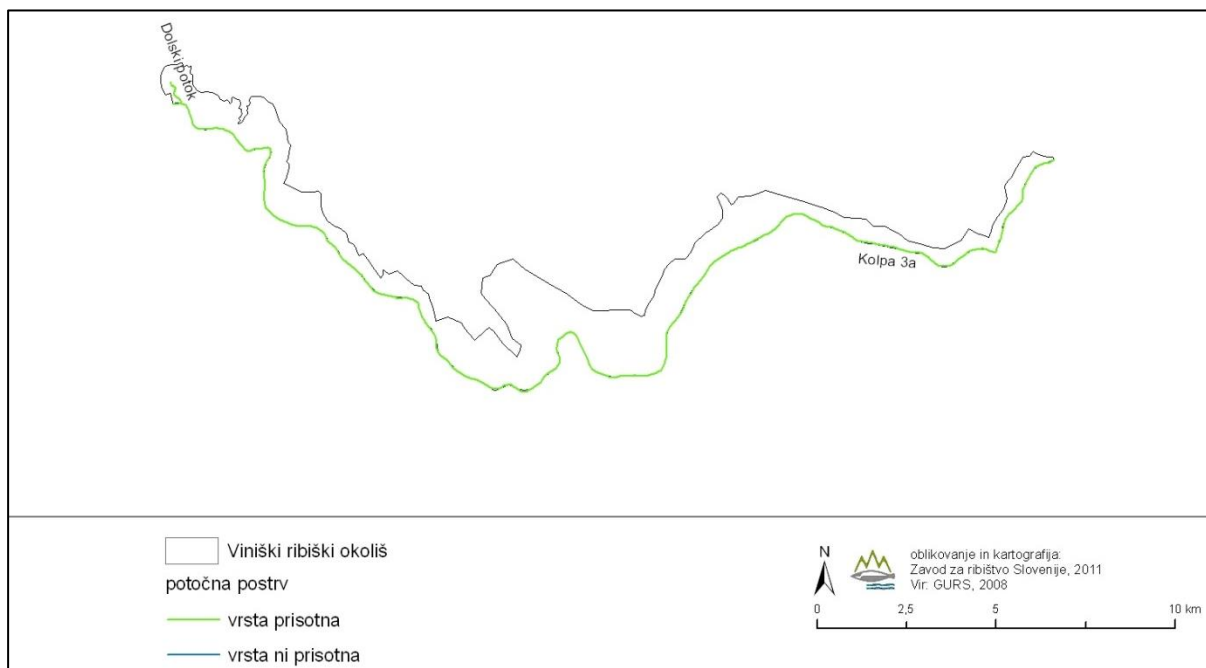 Dolski potok
Kolpa 3a
Viniški ribiški okoliš
potočna postrv
vrsta prisotna
vrsta ni prisotna
N
oblikovanje in kartografija:
Zavod za ribištvo Slovenije, 2011
Vir: GURS, 2008
0 2,5 5 10 km